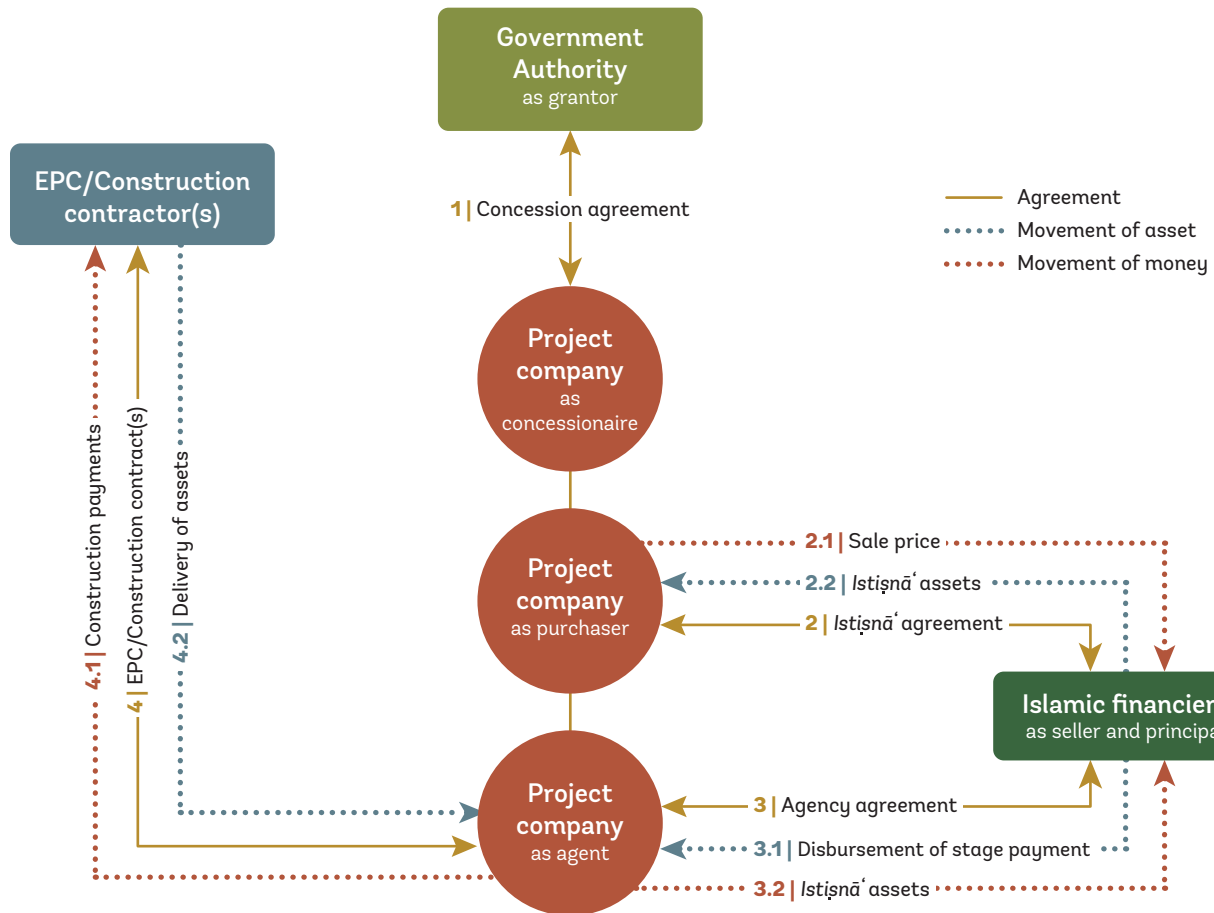 Government
Authority
as grantor
EPC/Construction
contractor(s)
1| Concession agreement
Agreement
Movement of asset
Movement of money
Project
company
as
concessionaire
4.1| Construction payments
4| EPC/Construction contract(s)
4.2| Delivery of assets
Project
company
as purchaser
2.1| Sale price
2.2| Istiṣnāʿ assets
2| Istiṣnāʿ agreement
Islamic financier
as seller and principa
Project
company
as agent
3| Agency agreement
3.1| Disbursement of stage payment
3.2| Istiṣnāʿ assets